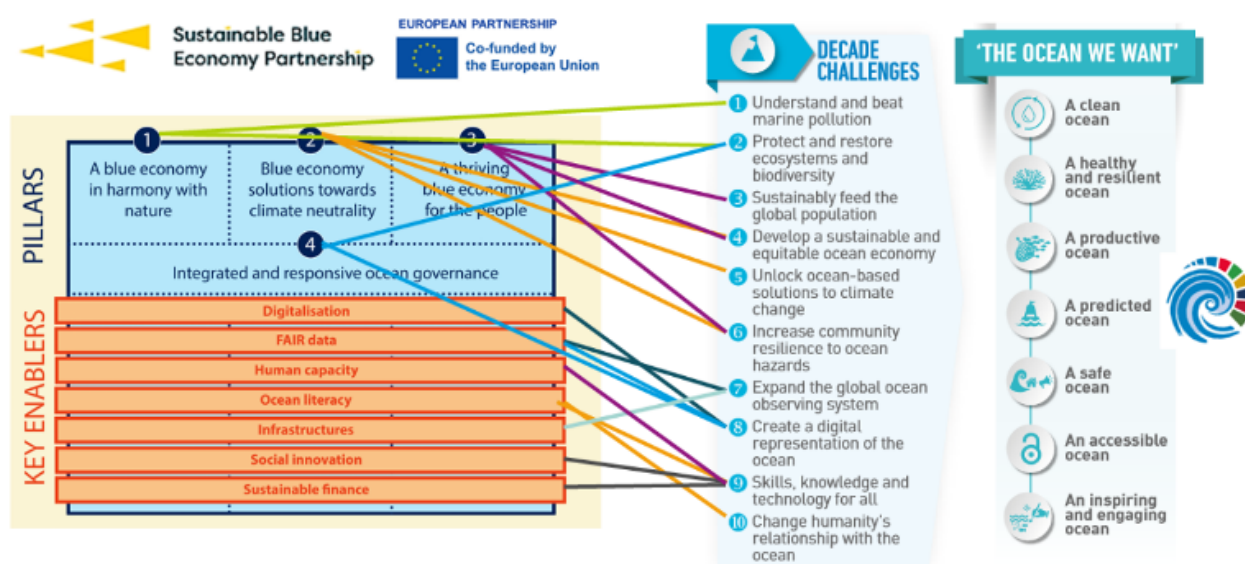 Sustainable Blue
Economy Partnership
EUROPEAN PARTNERSHIP
Co-funded by
the European Union
PILLARS
1
A blue economy
in harmony with
nature
2
Blue economy
solutions towards
climate neutrality
3
A thriving
blue economy
for the people
4
Integrated and responsive ocean governance
KEY ENABLERS
Digitalisation
FAIR data
Human capacity
Ocean literacy
Infrastructures
Social innovation
Sustainable finance
DECADE
CHALLENGES
1 Understand and beat
marine pollution
2 Protect and restore
ecosystems and
biodiversity
3 Sustainably feed the
global population
4 Develop a sustainable and
equitable ocean economy
5 Unlock ocean-based
solutions to climate
change
6 Increase community
resilience to ocean
hazards
7 Expand the global ocean
observing system
8 Create a digital
representation of the
ocean
9 Skills, knowledge and
technology for all
10 Change humanity's
relationship with the
ocean
'THE OCEAN WE WANT'
A clean
ocean
A healthy
and resilient
ocean
A productive
ocean
A predicted
ocean
A safe
ocean
An accessible
ocean
An inspiring
and engaging
ocean